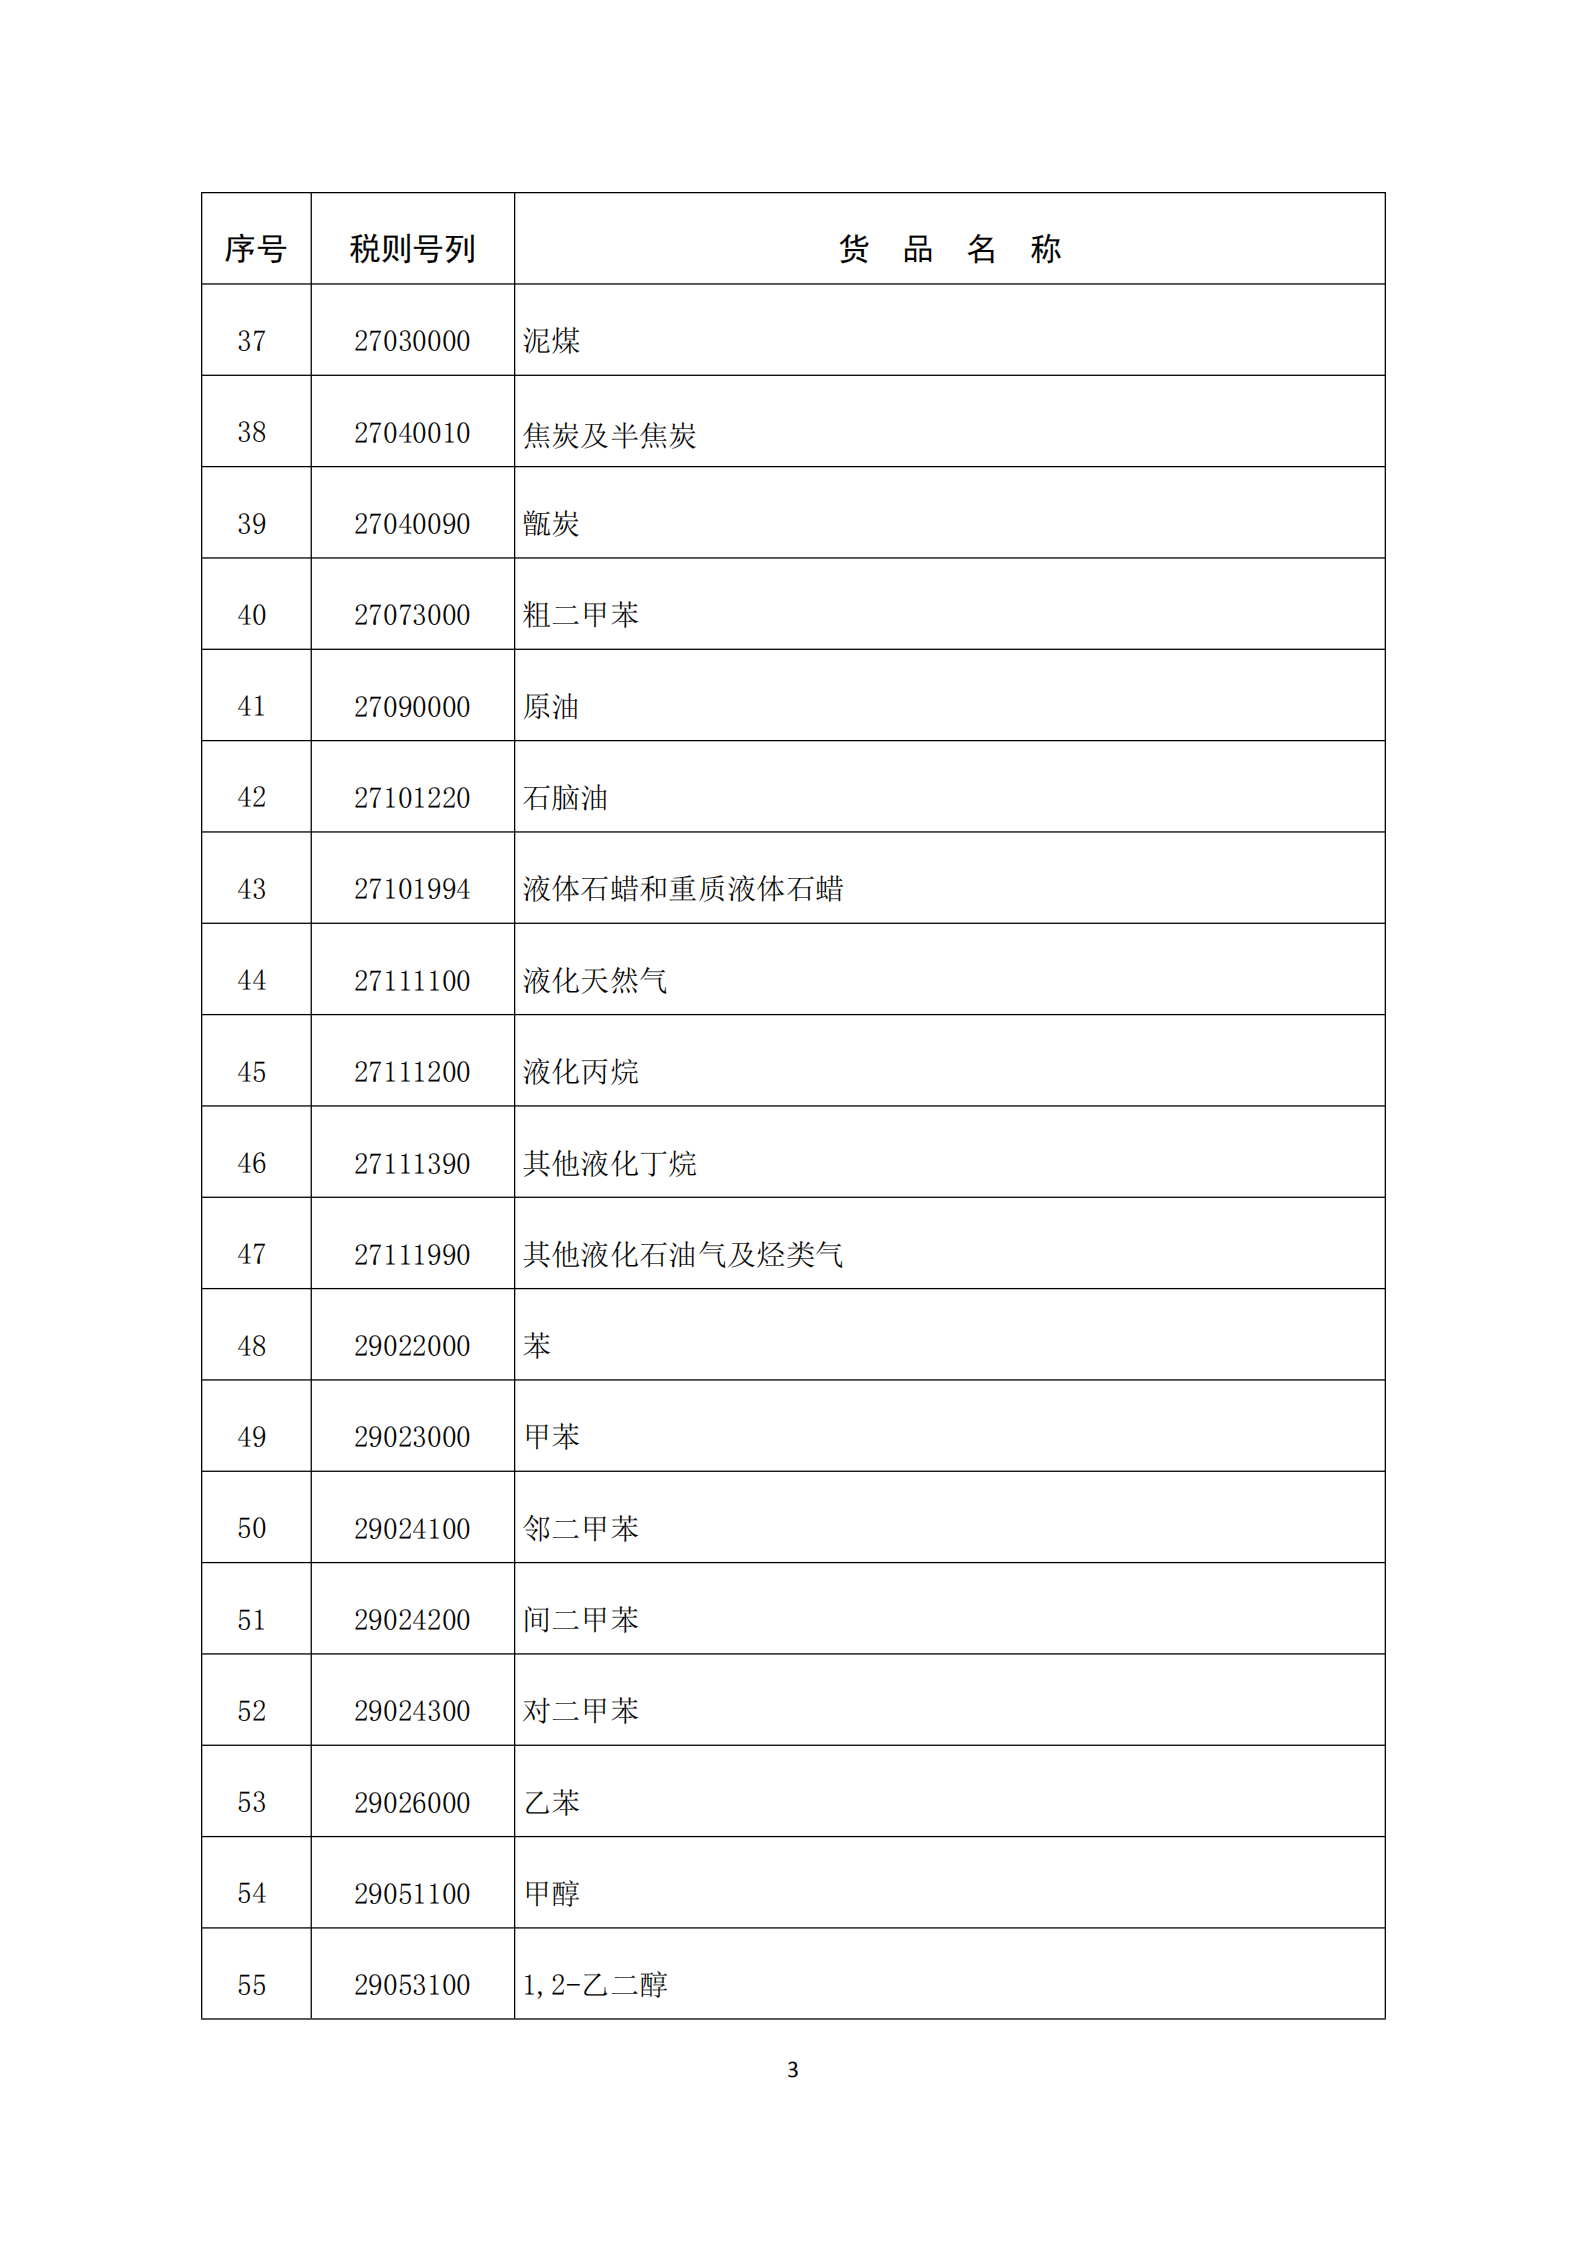 序号 税则号列 货 品 名 称
37 27030000 泥煤
38 27040010 焦炭及半焦炭
39 27040090 甑炭
40 27073000 粗二甲苯
41 27090000 原油
42 27101220 石脑油
43 27101994 液体石蜡和重质液体石蜡
44 27111100 液化天然气
45 27111200 液化丙烷
46 27111390 其他液化丁烷
47 27111990 其他液化石油气及烃类气
48 29022000 苯
49 29023000 甲苯
50 29024100 邻二甲苯
51 29024200 间二甲苯
52 29024300 对二甲苯
53 29026000 乙苯
54 29051100 甲醇
55 29053100 1,2-乙二醇
3